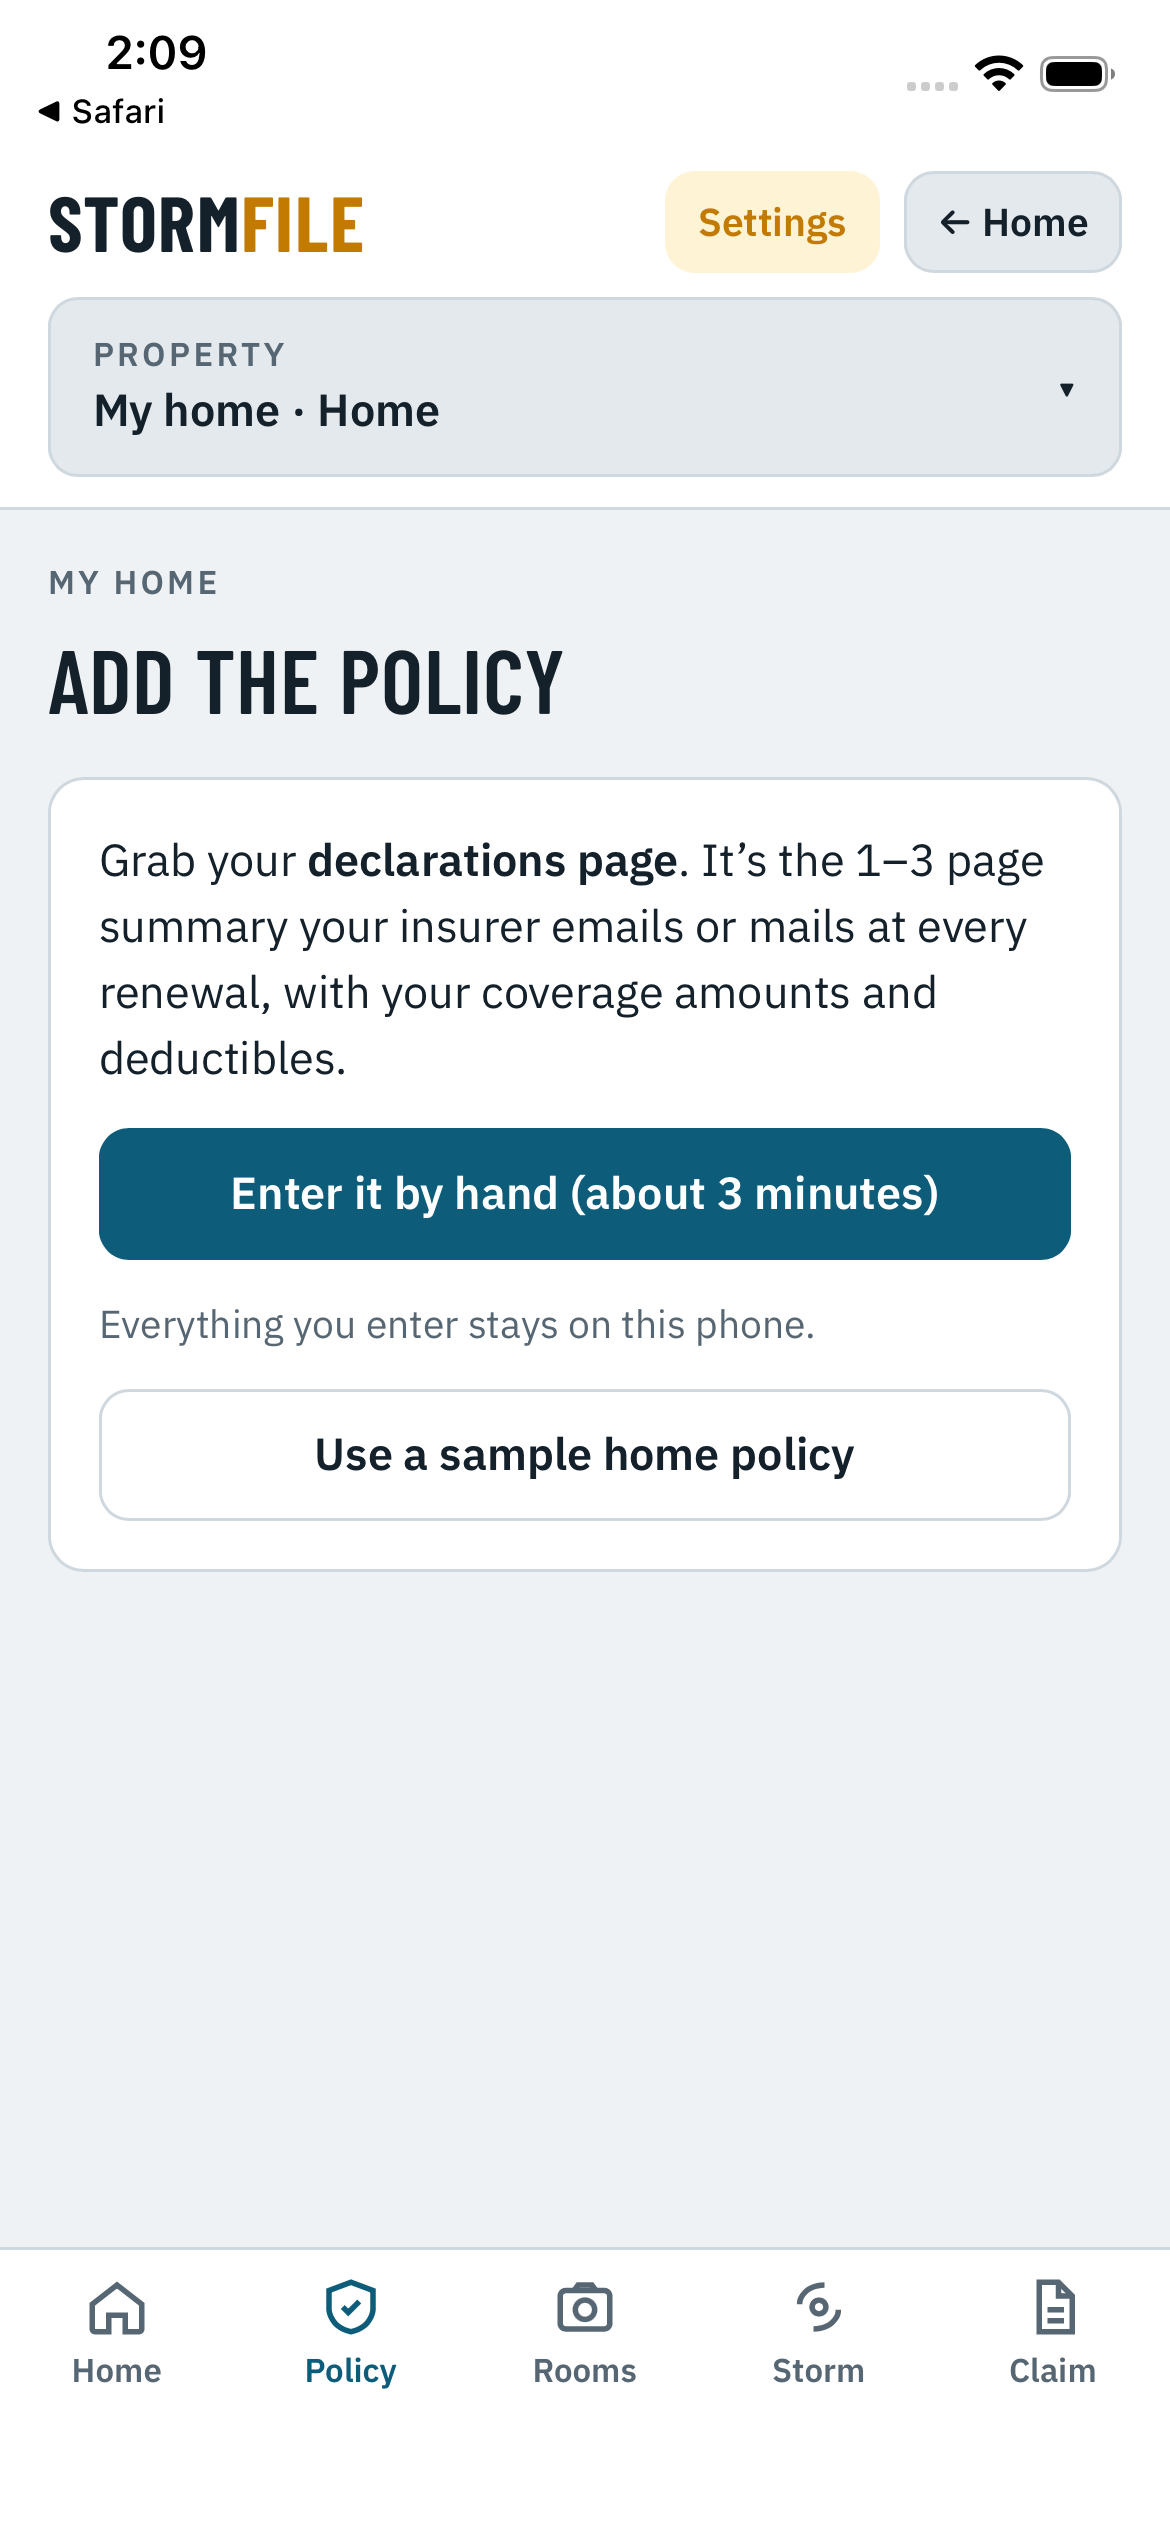 2:09
◀ Safari
STORMFILE
Settings
← Home
PROPERTY
My home · Home
▼
MY HOME
ADD THE POLICY
Grab your declarations page. It’s the 1–3 page
summary your insurer emails or mails at every
renewal, with your coverage amounts and
deductibles.
Enter it by hand (about 3 minutes)
Everything you enter stays on this phone.
Use a sample home policy
Home
Policy
Rooms
Storm
Claim